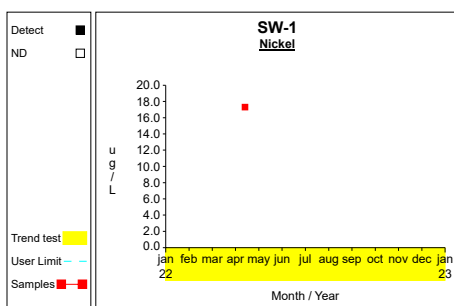 Detect
ND
Trend test
User Limit
Samples
SW-1
Nickel
20.0
18.0
16.0
14.0
12.0
10.0
8.0
6.0
4.0
2.0
0.0
ug/L
jan feb mar apr may jun jul aug sep oct nov dec jan
22 23
Month / Year